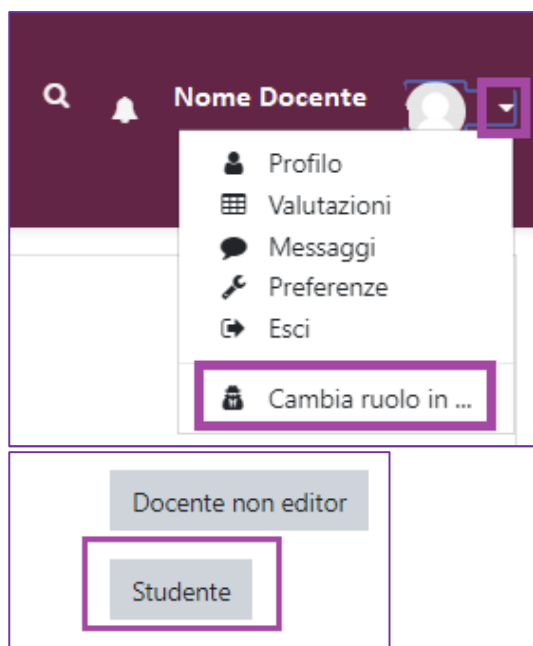 Nome Docente
Profilo
Valutazioni
Messaggi
Preferenze
Esci
Cambia ruolo in ...
Docente non editor
Studente